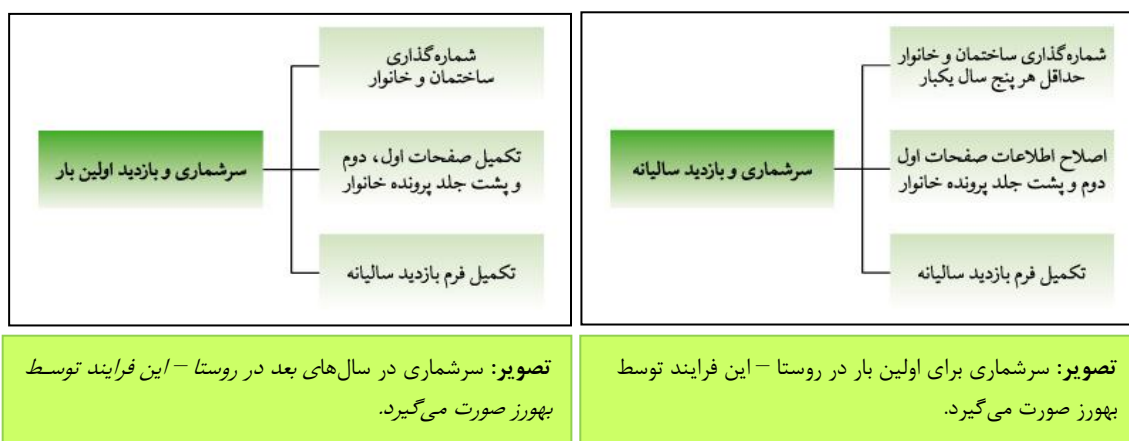 سرشماری و بازدید سالیانه
شماره‌گذاری ساختمان و خانوار
حداقل هر پنج سال یکبار
اصلاح اطلاعات صفحات اول
دوم و پشت جلد پرونده خانوار
تکمیل فرم بازدید سالیانه
تصویر: سرشماری برای اولین بار در روستا – این فرایند توسط
بهورز صورت می‌گیرد.
سرشماری و بازدید اولین بار
شماره‌گذاری
ساختمان و خانوار
تکمیل صفحات اول، دوم
و پشت جلد پرونده خانوار
تکمیل فرم بازدید سالیانه
تصویر: سرشماری در سال‌های بعد در روستا – این فرایند توسط
بهورز صورت می‌گیرد.